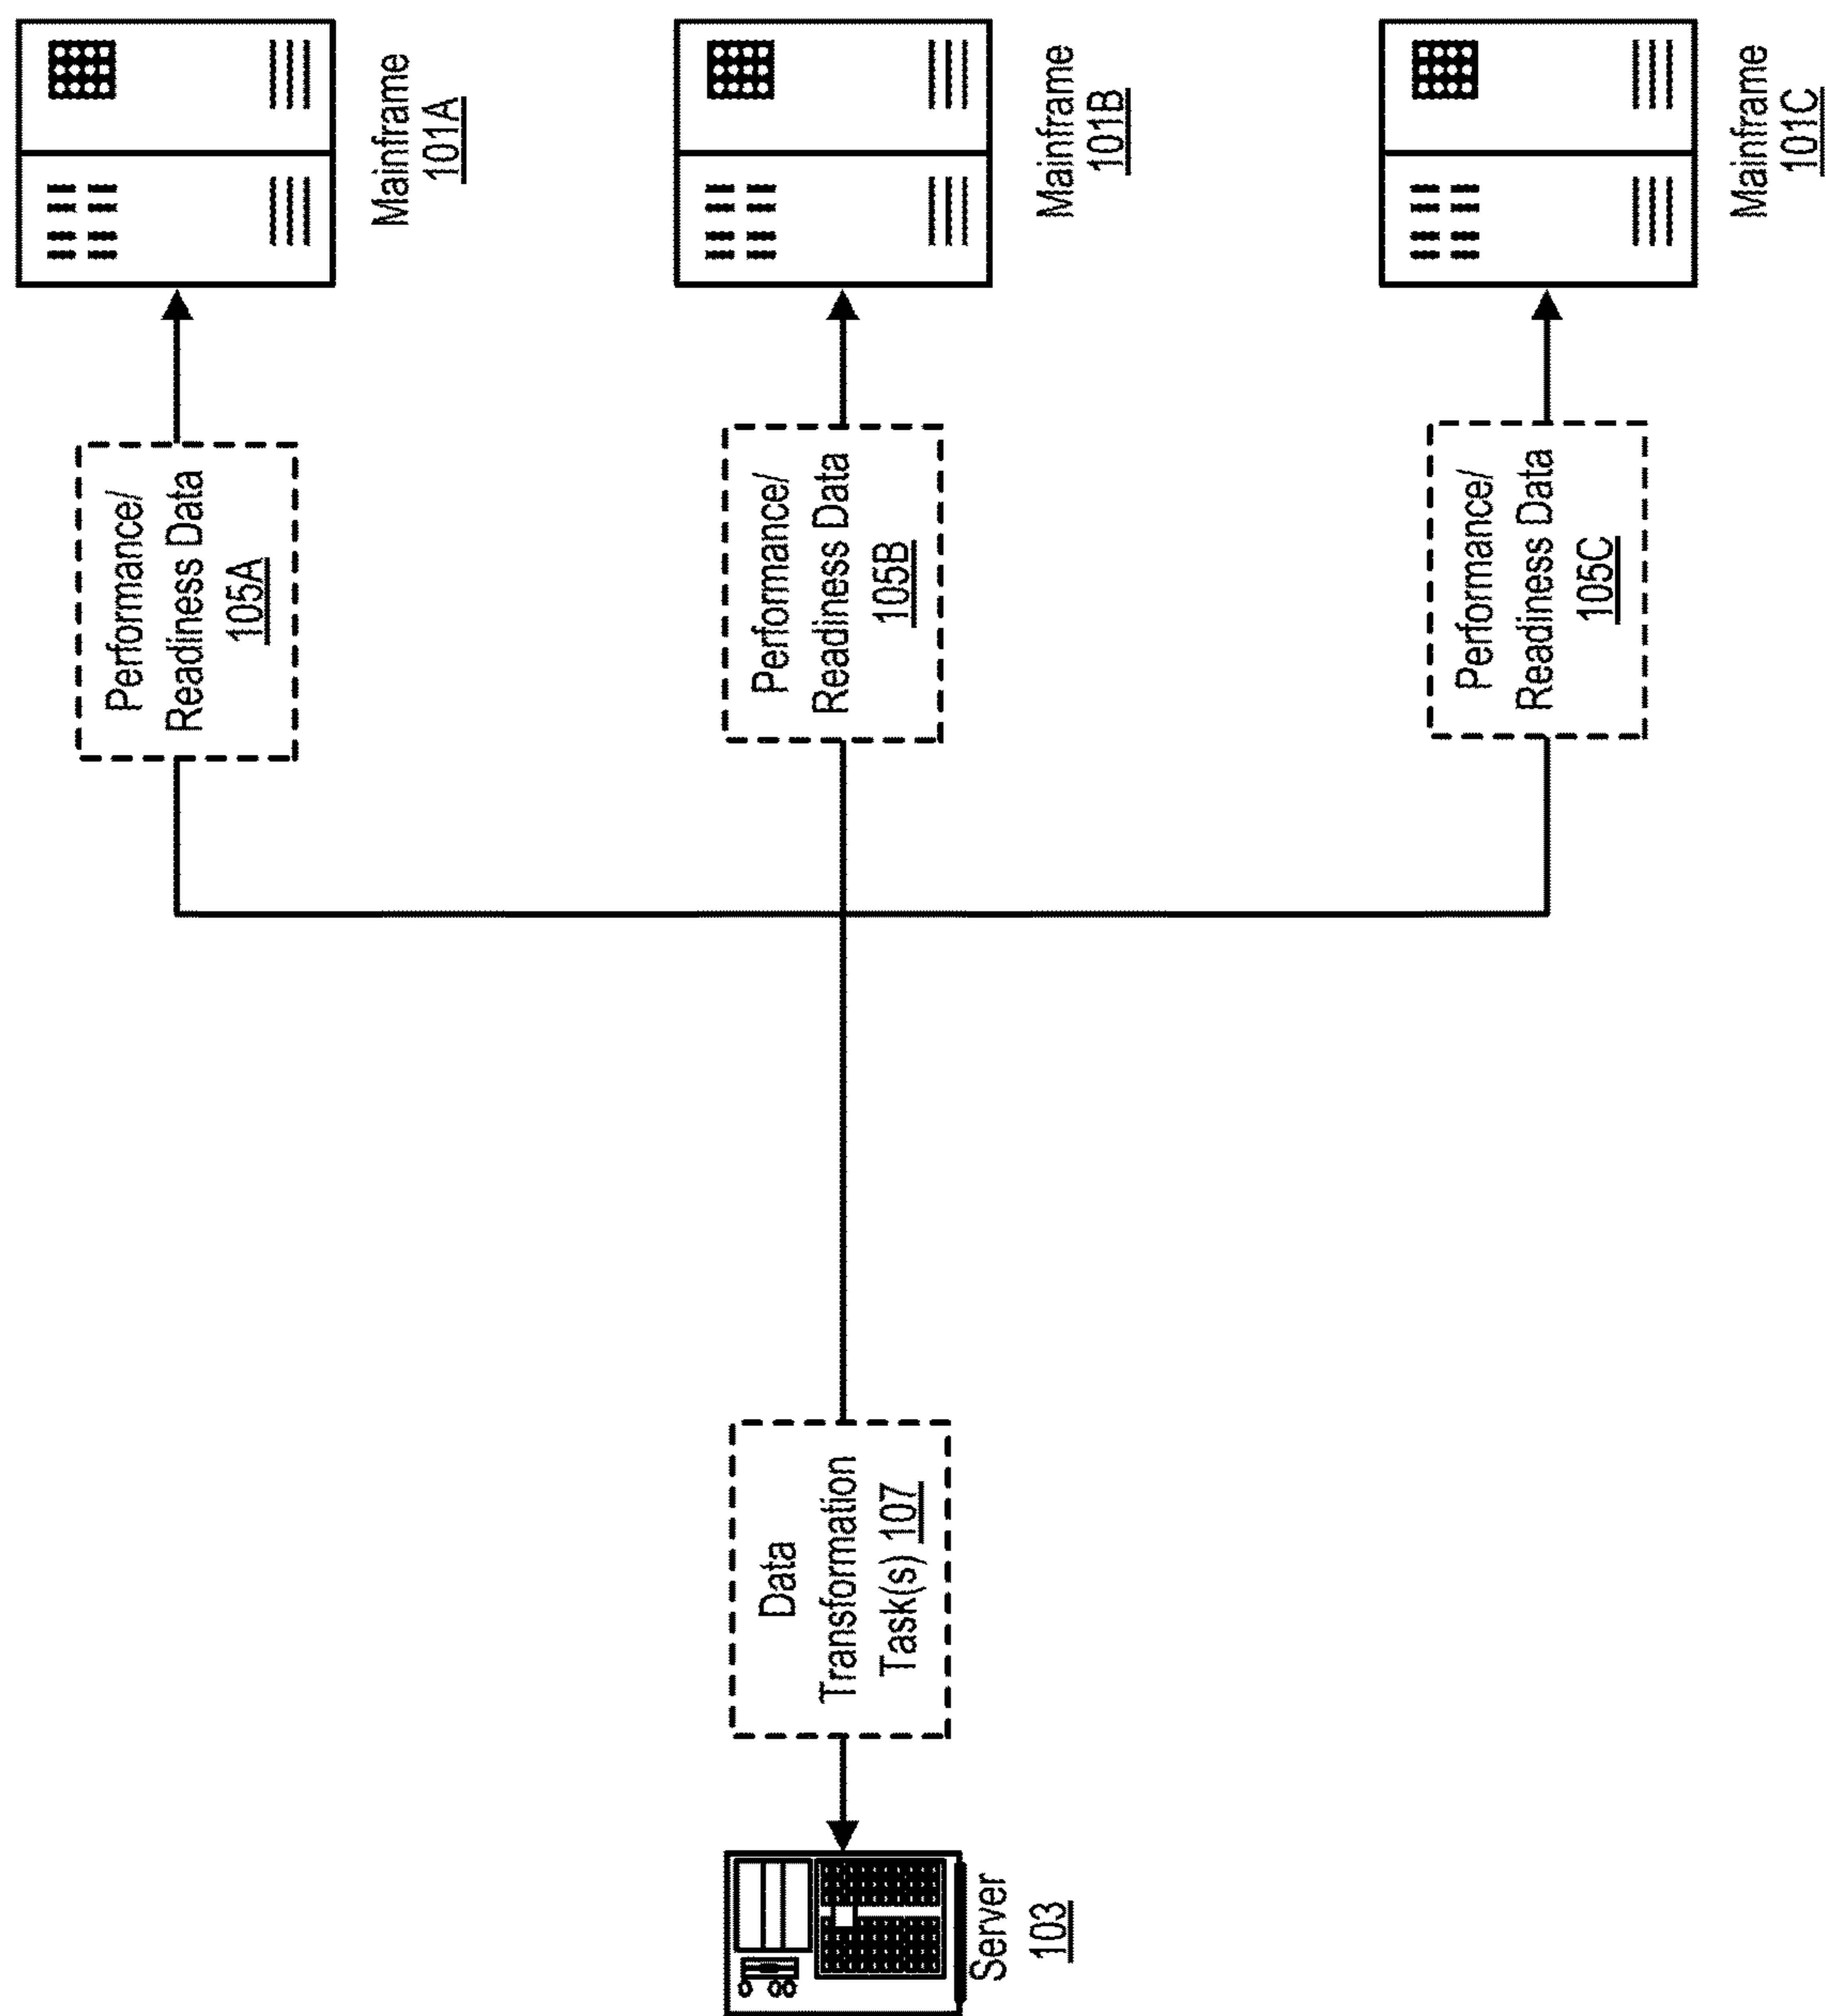 Performance/
Readiness Data
105A
Mainframe
101A
Data
Transformation
Task(s) 107
Server
103
Performance/
Readiness Data
105B
Mainframe
101B
Performance/
Readiness Data
105C
Mainframe
101C